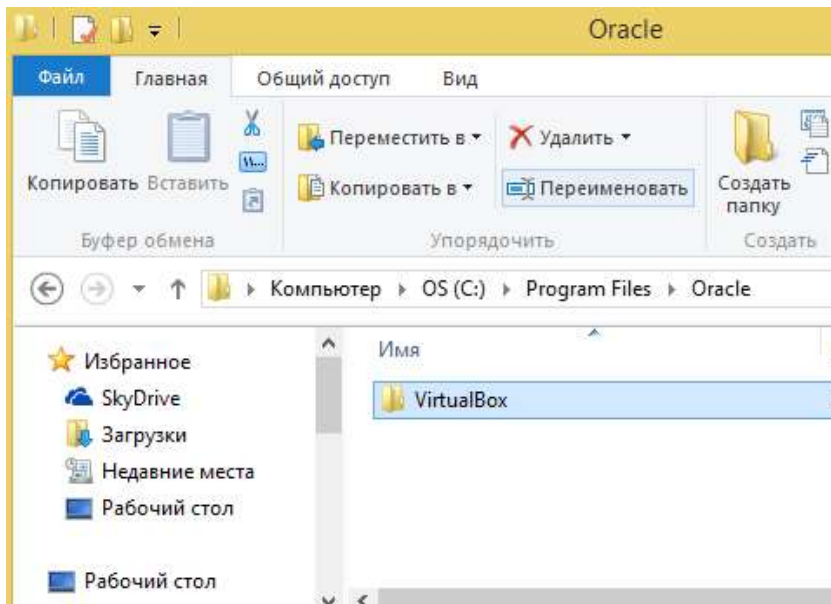 Oracle
Файл Главная Общий доступ Вид
Переместить в Удалить
Копировать Вставить
Копировать в Переименовать
Создать
папку
Буфер обмена Упорядочить Создать
Компьютер OS (C:) Program Files Oracle
Имя
Избранное
VirtualBox
SkyDrive
Загрузки
Недавние места
Рабочий стол
Рабочий стол